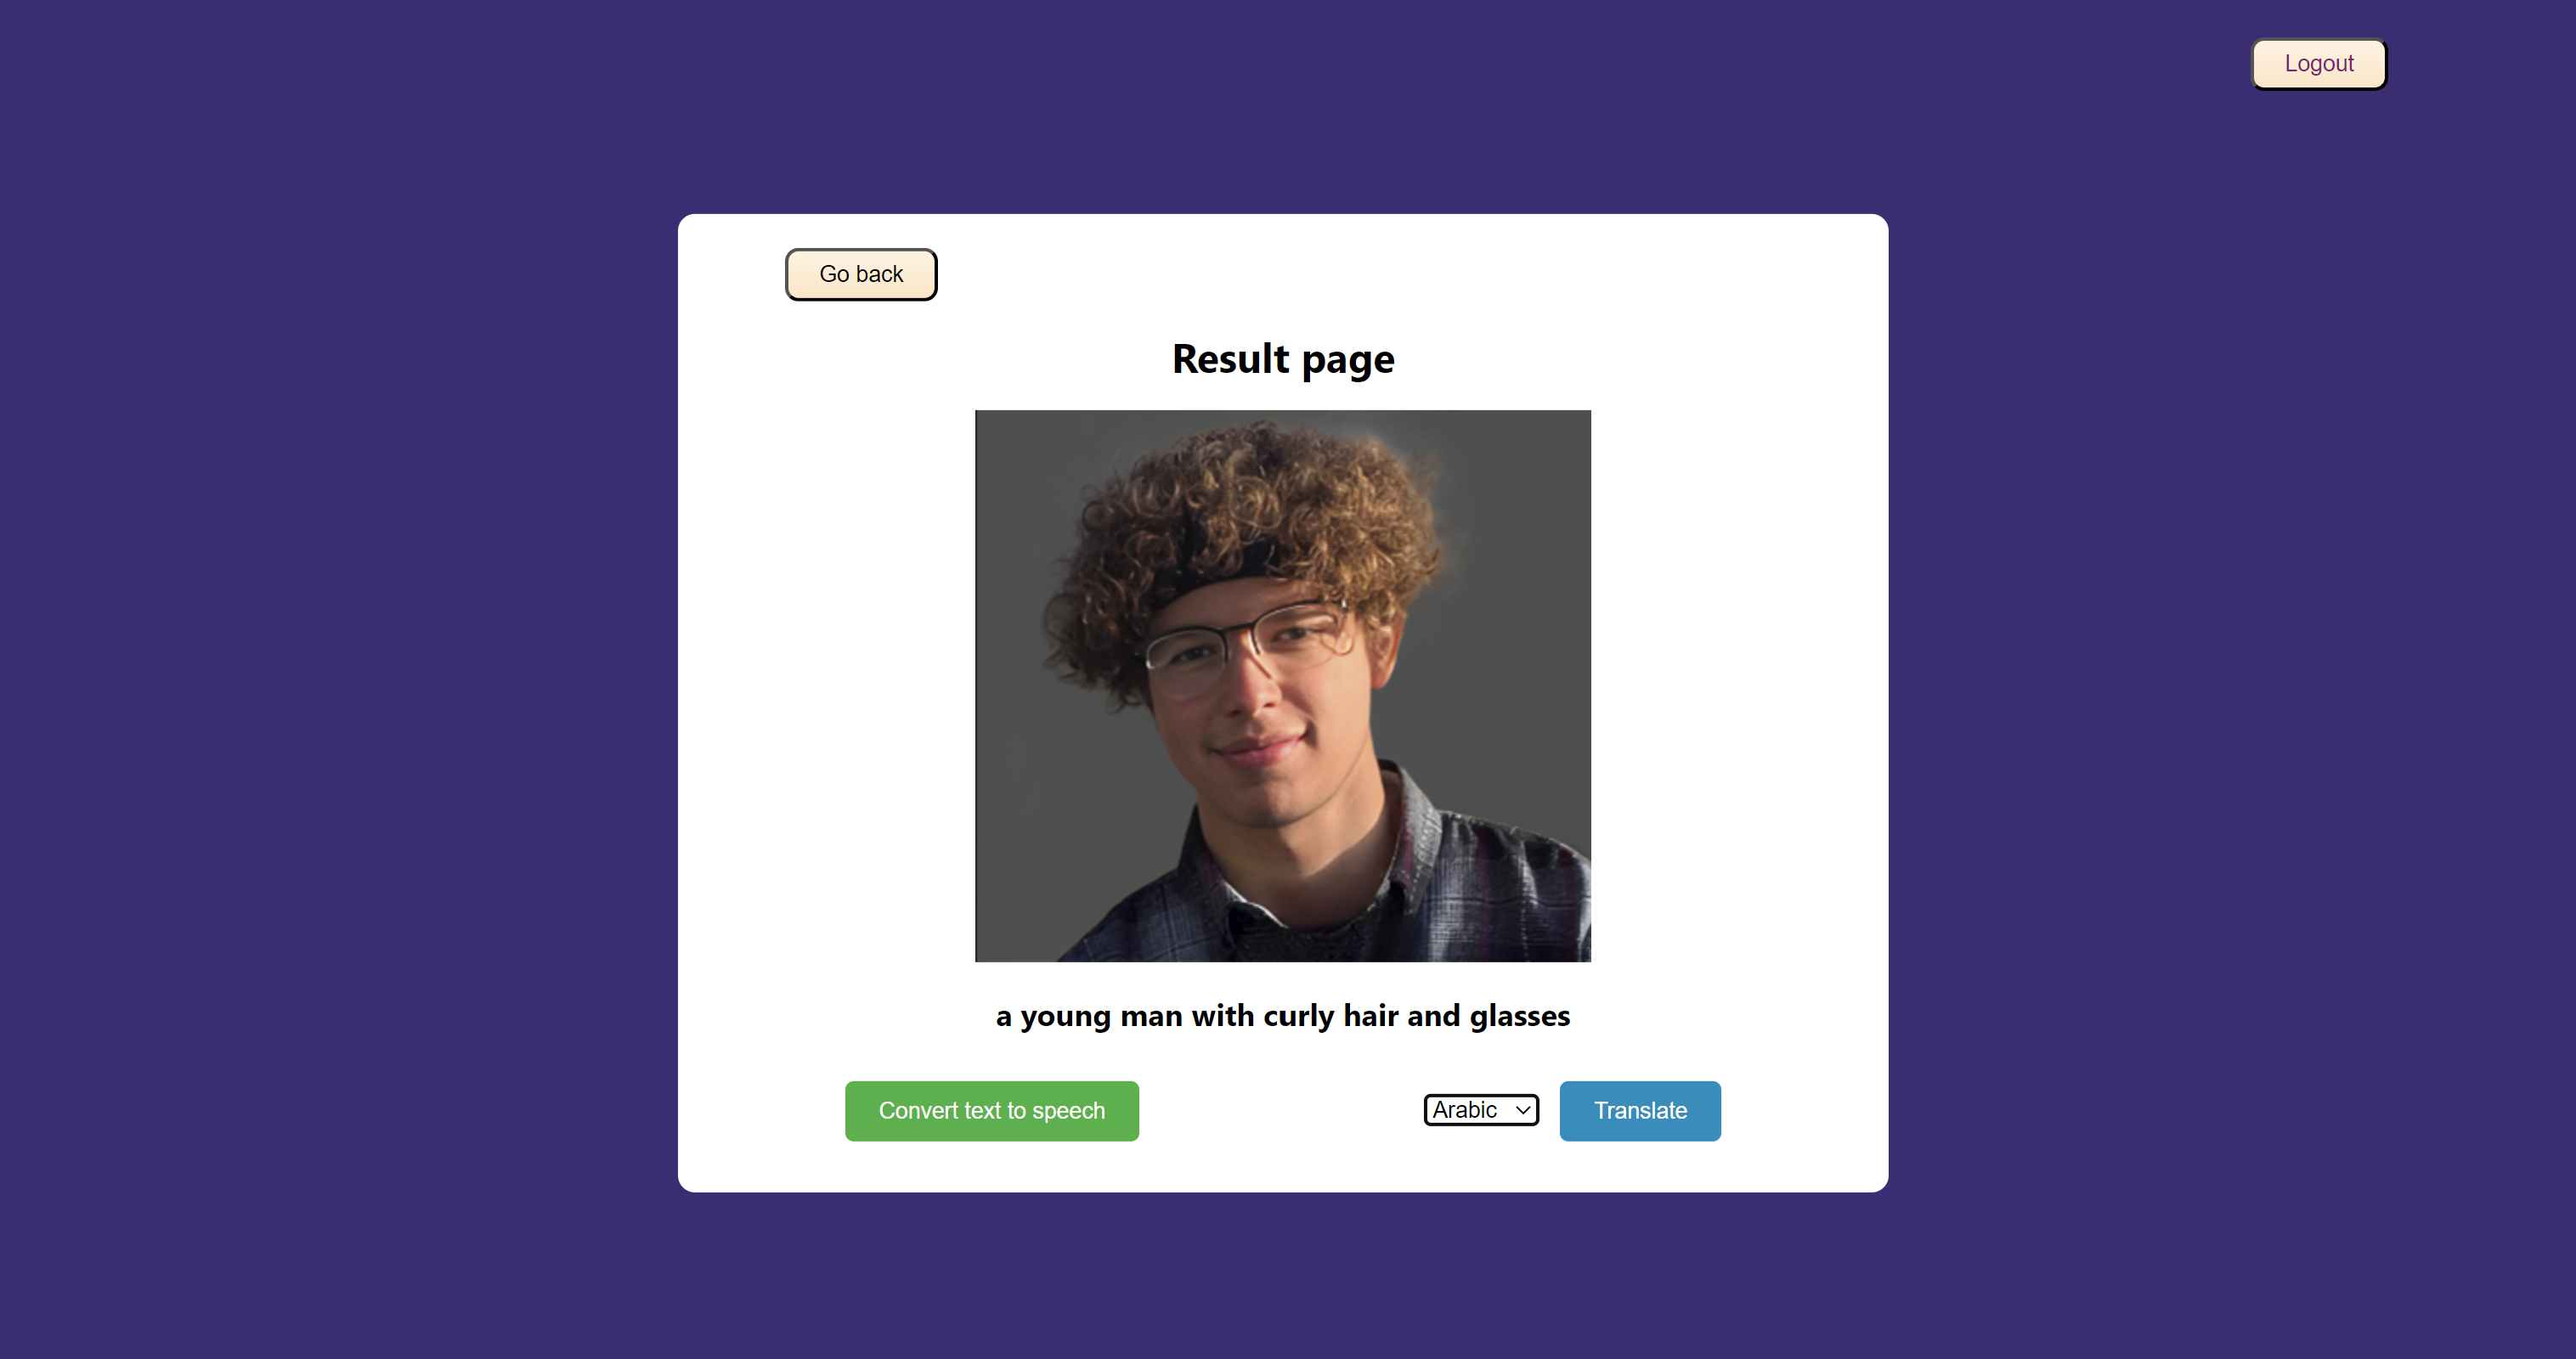 Logout
Go back
Result page
a young man with curly hair and glasses
Convert text to speech
Arabic
Translate